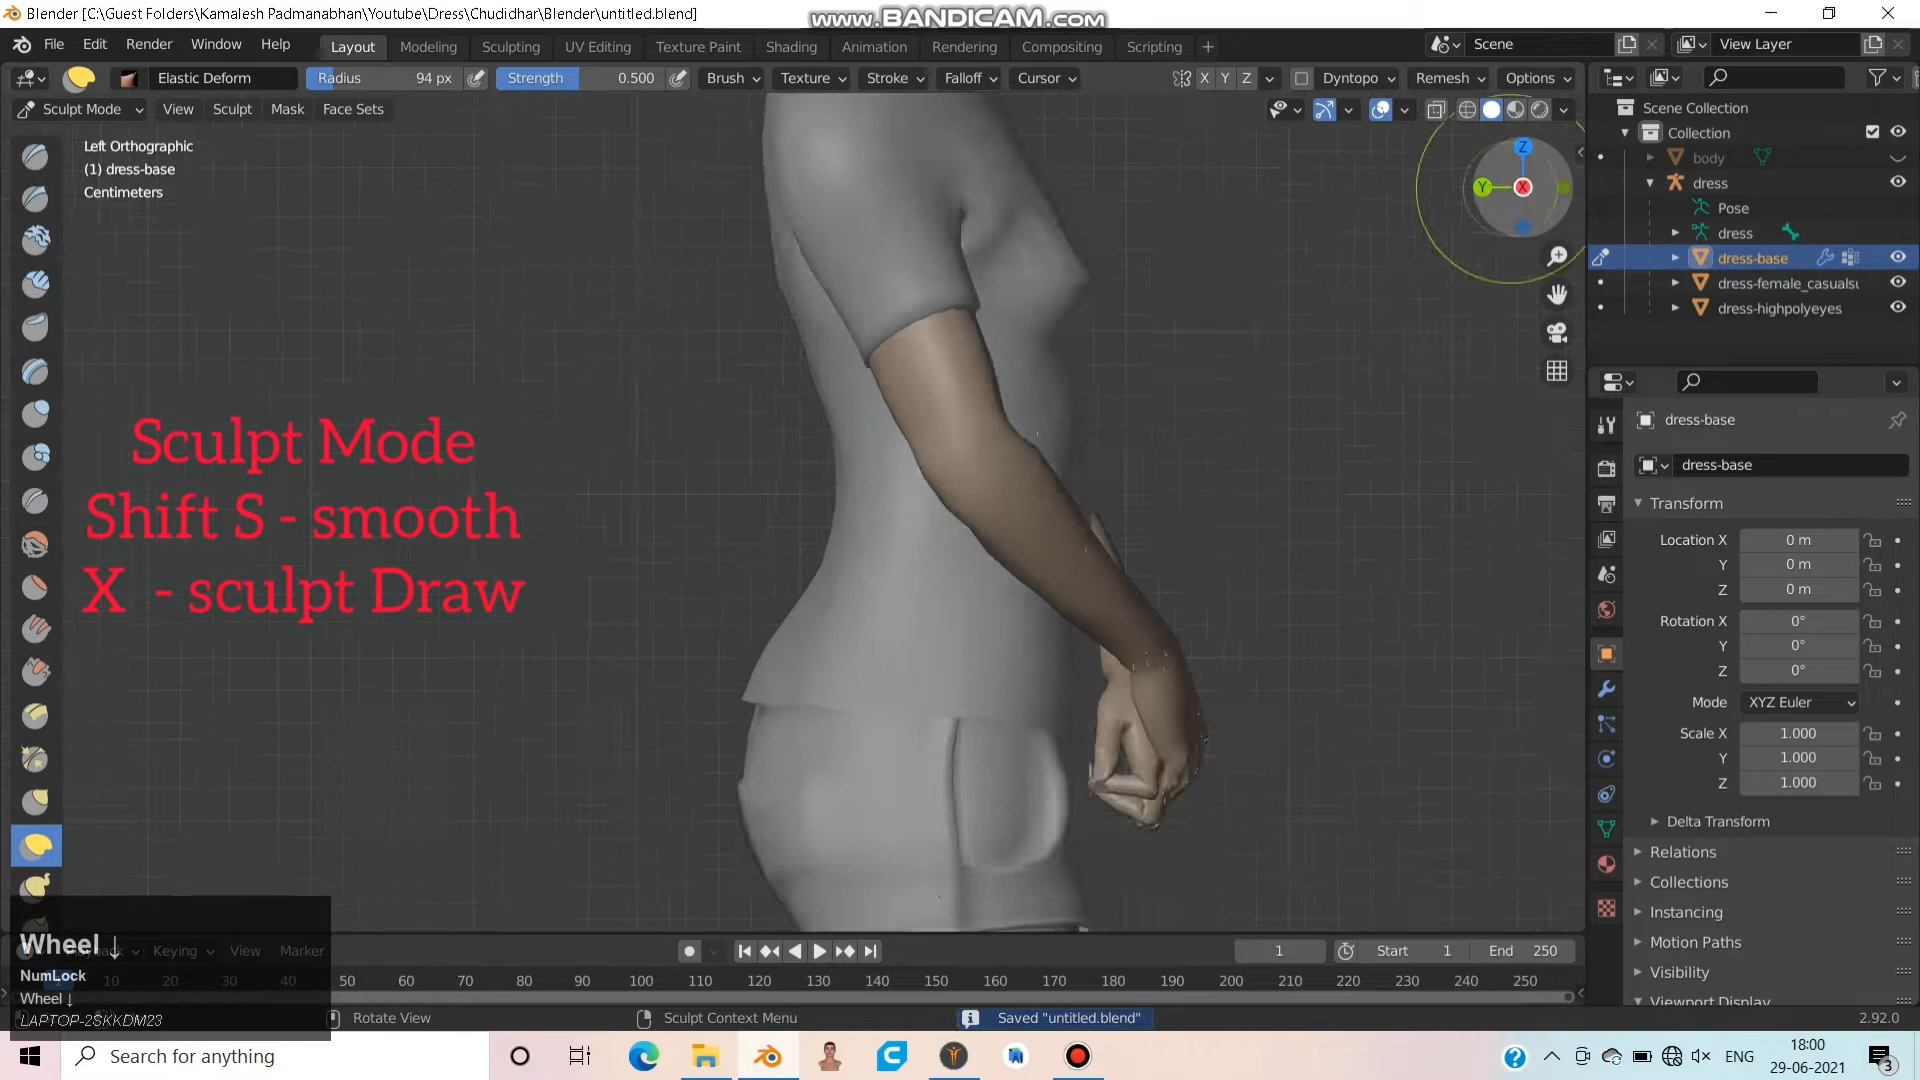 Blender [C:\Guest Folders\Kamalesh Padmanabhan\Youtube\Dress\Chudidhar\Blender\untitled.blend]
www.BANDICAM.com
File Edit Render Window Help
Layout Modeling Sculpting UV Editing Texture Paint Shading Animation Rendering Compositing Scripting +
Scene
View Layer
Elastic Deform
Radius 94 px
Strength 0.500
Brush Texture Stroke Falloff Cursor
X Y Z
Dyntopo Remesh Options
Sculpt Mode View Sculpt Mask Face Sets
Left Orthographic
(1) dress-base
Centimeters
Z
Y
X
Scene Collection
Collection
body
dress
Pose
dress
dress-base
dress-female_casualsu
dress-highpolyeyes
Sculpt Mode
Shift S - smooth
X - sculpt Draw
dress-base
dress-base
Transform
Location X 0 m
Y 0 m
Z 0 m
Rotation X 0°
Y 0°
Z 0°
Mode XYZ Euler
Scale X 1.000
Y 1.000
Z 1.000
Delta Transform
Relations
Collections
Instancing
Motion Paths
Visibility
Viewport Display
Wheel ↓
NumLock
Wheel ↓
LAPTOP-2SKKDM23
Keying View Marker
1
Start 1
End 250
10 20 30 40 50 60 70 80 90 100 110 120 130 140 150 160 170 180 190 200 210 220 230 240 250
Rotate View
Sculpt Context Menu
Saved "untitled.blend"
2.92.0
Search for anything
ENG
18:00
29-06-2021
3